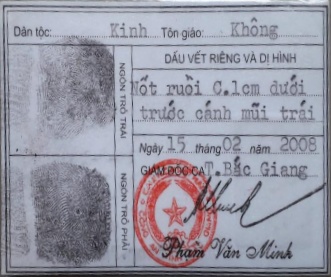 Dân tộc: Kinh Tôn giáo: Không
NGÓN TRỎ TRÁI
NGÓN TRỎ PHẢI
DẤU VẾT RIÊNG VÀ DỊ HÌNH
Nốt ruồi C.1cm dưới
trước cánh mũi trái
Ngày 15 tháng 02 năm 2008
GIÁM ĐỐC CA T. Bắc Giang
Phạm Văn Minh